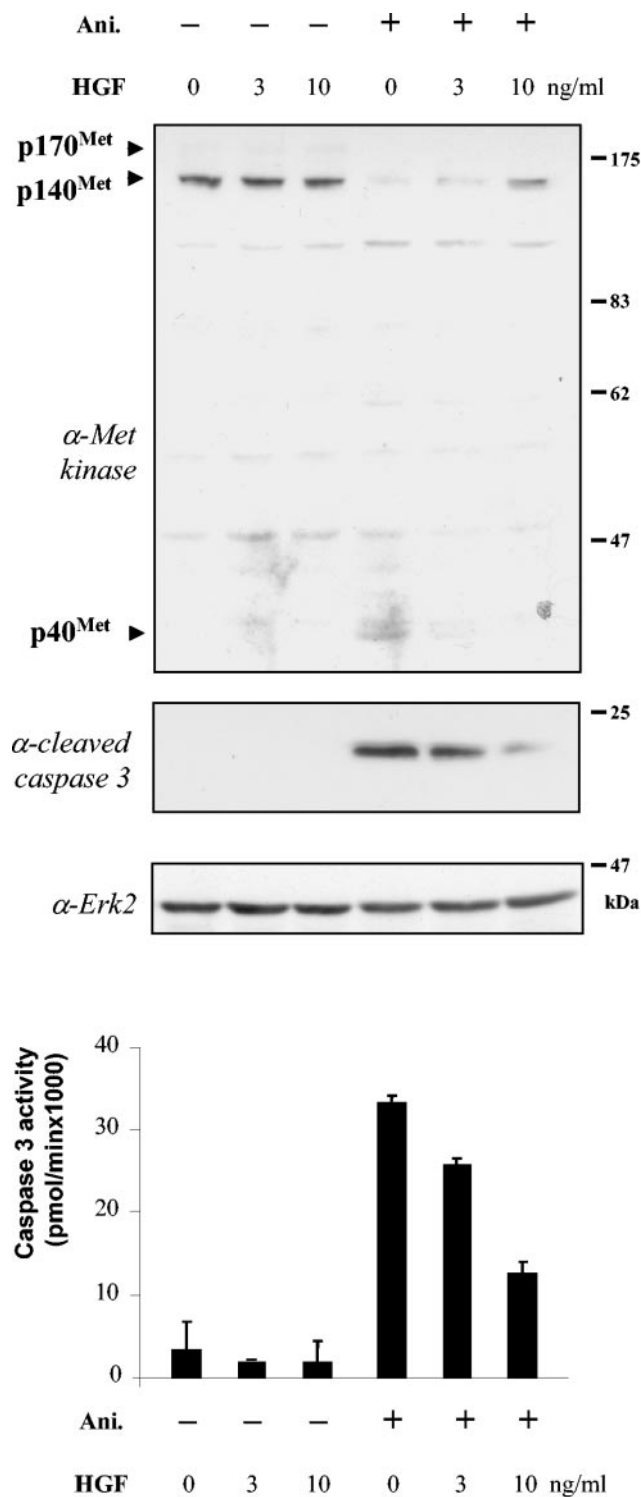 Ani. – – – + + +
HGF 0 3 10 0 3 10 ng/ml
p170Met
175
p140Met
83
62
α-Met
kinase
47
p40Met
25
α-cleaved
caspase 3
47
α-Erk2
kDa
Caspase 3 activity
(pmol/minx1000)
40
30
20
10
0
Ani. – – – + + +
HGF 0 3 10 0 3 10 ng/ml